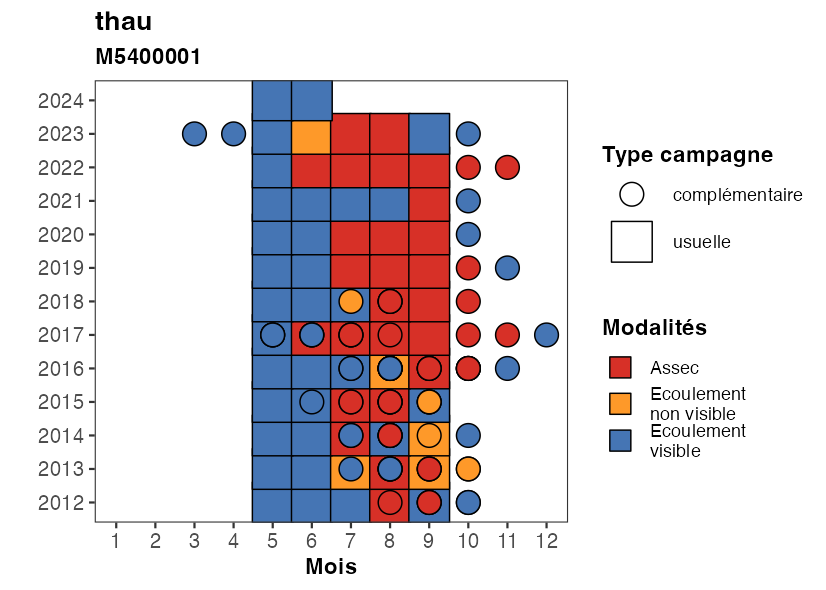 thau
M5400001
2024
2023
2022
2021
2020
2019
2018
2017
2016
2015
2014
2013
2012
1 2 3 4 5 6 7 8 9 10 11 12
Mois
Type campagne
complémentaire
usuelle
Modalités
Assec
Ecoulement
non visible
Ecoulement
visible